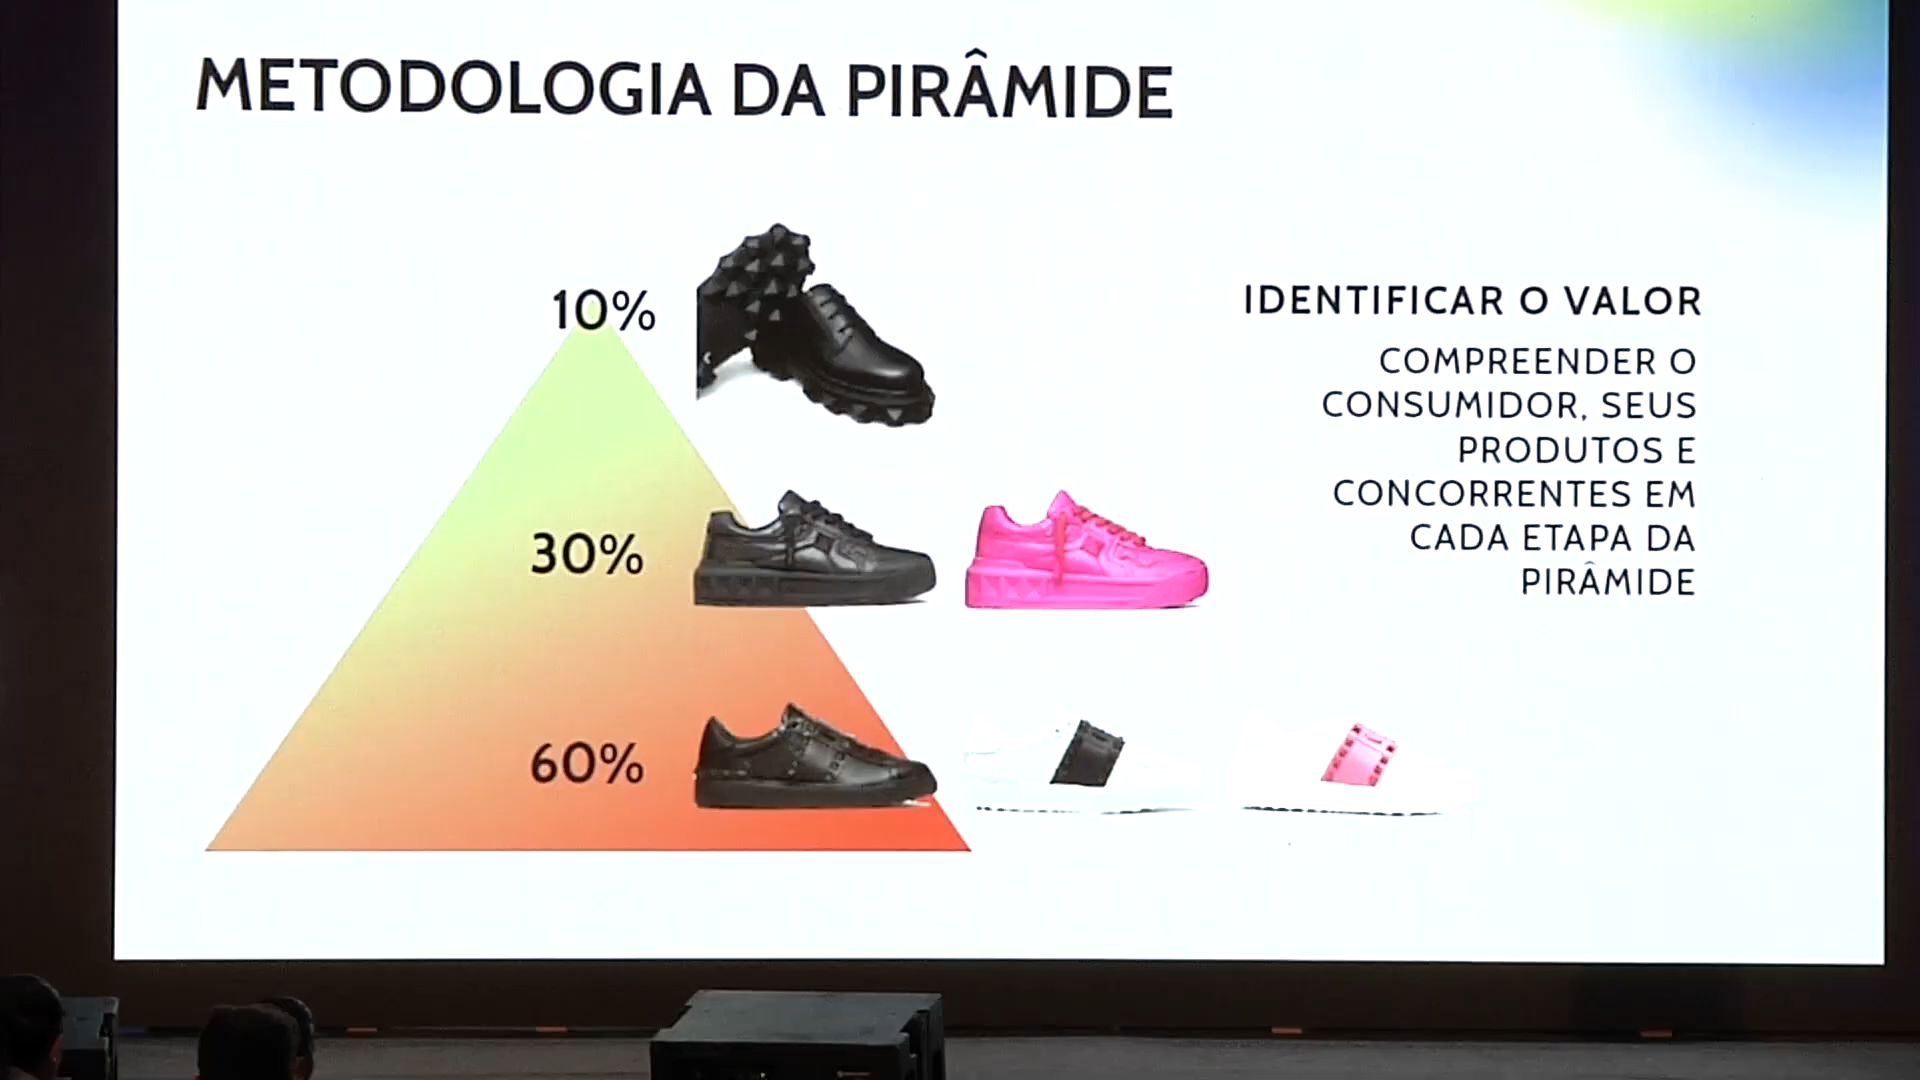 METODOLOGIA DA PIRÂMIDE
10%
30%
60%
IDENTIFICAR O VALOR
COMPREENDER O
CONSUMIDOR, SEUS
PRODUTOS E
CONCORRENTES EM
CADA ETAPA DA
PIRÂMIDE